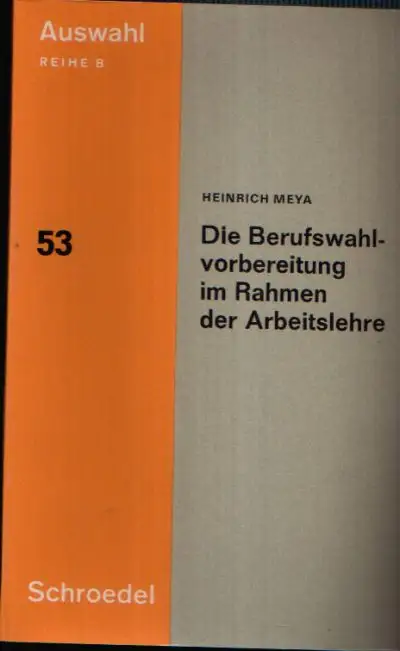 Auswahl
REIHE B
53
HEINRICH MEYA
Die Berufswahl-
vorbereitung
im Rahmen
der Arbeitslehre
Schroedel